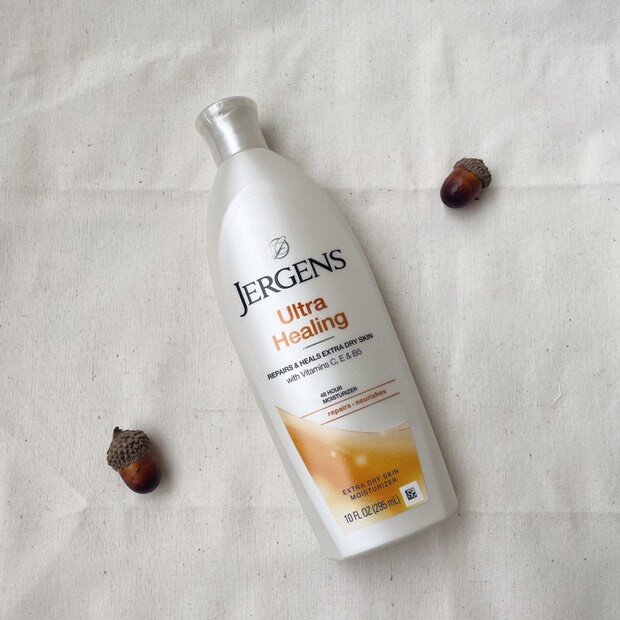 JERGENS
Ultra
Healing
REPAIRS & HEALS EXTRA DRY SKIN
with Vitamins C, E & B5
48 HOUR
MOISTURIZER
repairs - nourishes
EXTRA DRY SKIN
MOISTURIZER
10 FL OZ (295 mL)